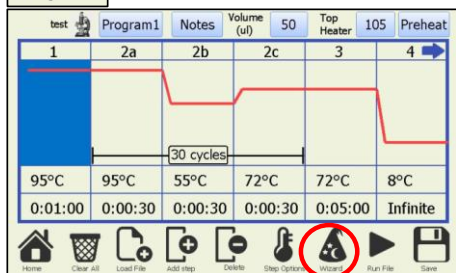 test Program1 Notes Volume (ul) 50 Top Heater 105 Preheat
1 2a 2b 2c 3 4
30 cycles
95°C 95°C 55°C 72°C 72°C 8°C
0:01:00 0:00:30 0:00:30 0:00:30 0:05:00 Infinite
Home Clear All Load File Add step Delete Step Options Wizard Run File Save